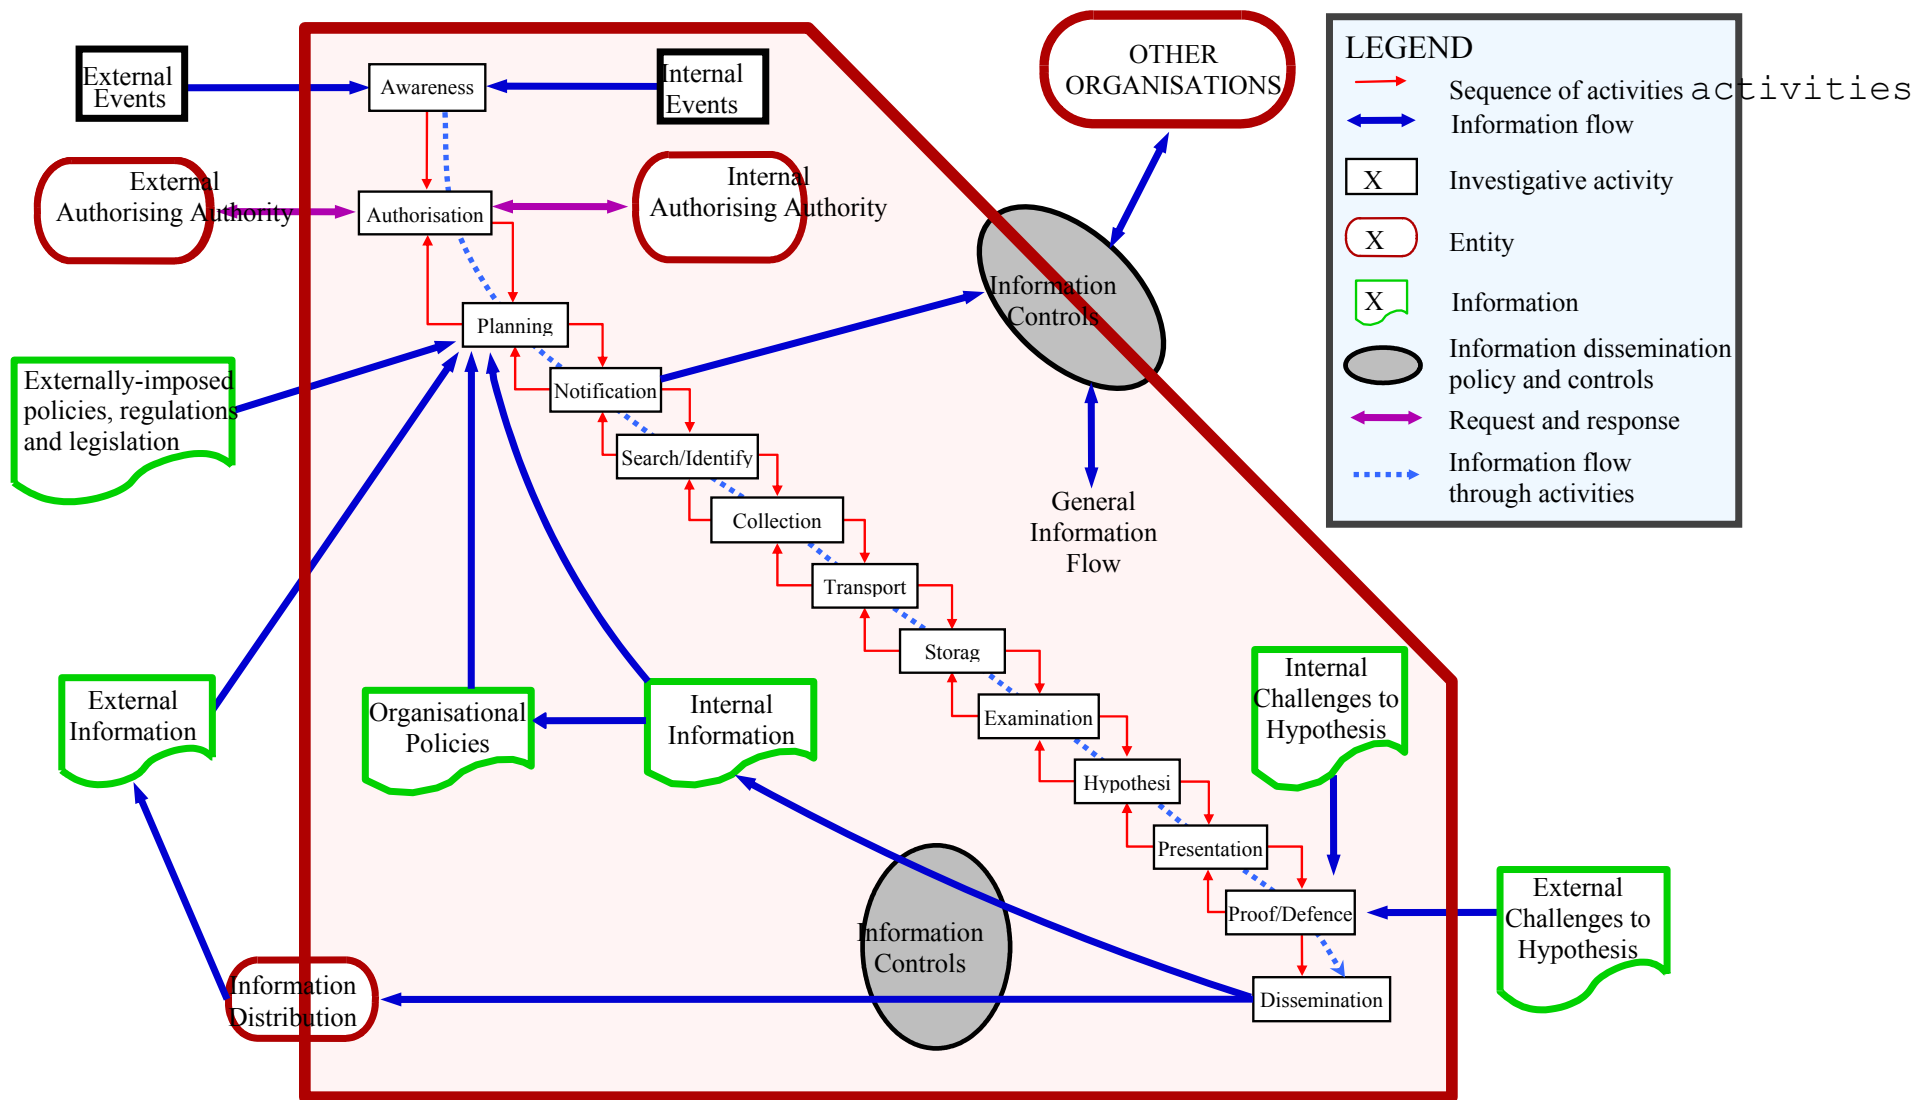 External
Events
Awareness
Internal
Events
OTHER
ORGANISATIONS
External
Authorising Authority
Authorisation
Internal
Authorising Authority
Planning
Information
Controls
Externally-imposed
policies, regulations
and legislation
Notification
Search/Identify
Collection
General
Information
Flow
Transport
Storag
External
Information
Organisational
Policies
Internal
Information
Examination
Internal
Challenges to
Hypothesis
Hypothesi
Presentation
Proof/Defence
External
Challenges to
Hypothesis
Information
Controls
Information
Distribution
Dissemination
LEGEND
Sequence of activities activities
Information flow
X Investigative activity
X Entity
X Information
Information dissemination
policy and controls
Request and response
Information flow
through activities